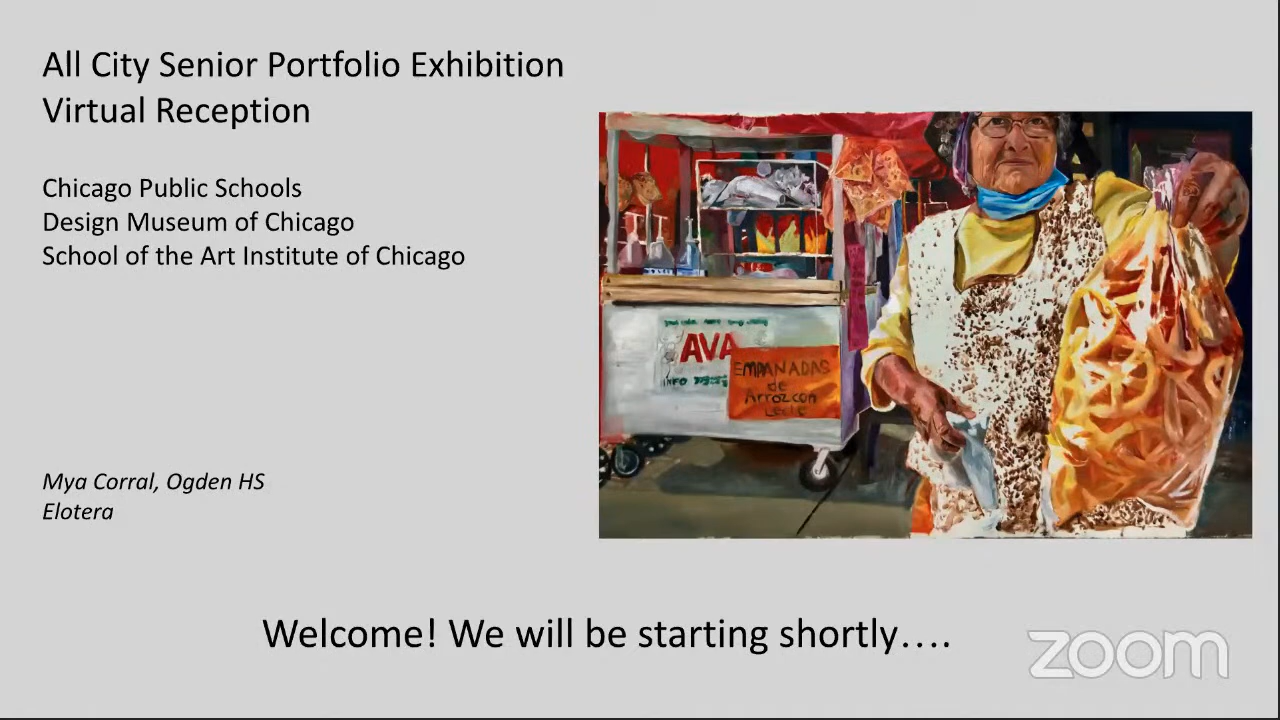 All City Senior Portfolio Exhibition
Virtual Reception
Chicago Public Schools
Design Museum of Chicago
School of the Art Institute of Chicago
AVA
INFO
EMPANADAS
de
Arroz con
Leche
Mya Corral, Ogden HS
Elotera
Welcome! We will be starting shortly….
zoom